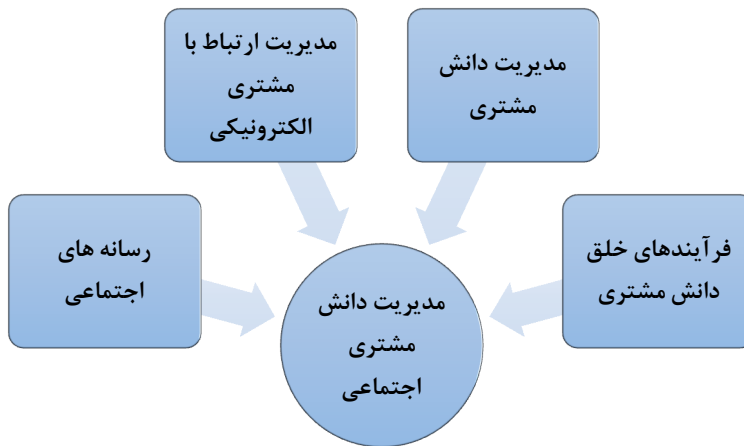 مدیریت دانش
مشتری
مدیریت ارتباط با
مشتری
الکترونیکی
فرآیندهای خلق
دانش مشتری
رسانه های
اجتماعی
مدیریت دانش
مشتری
اجتماعی